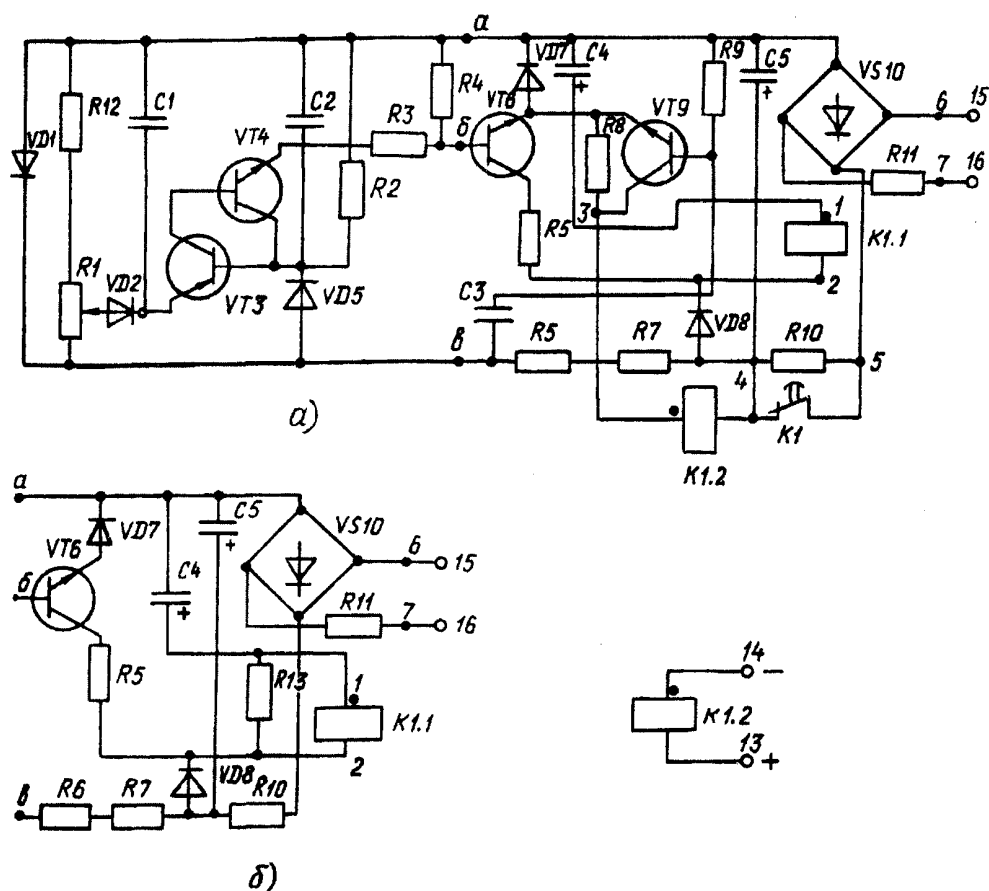 а
VD1
R12
C1
C2
R4
VD7
C4
R9
C5
VS10
6
15
VT4
R3
б
VT6
R8
VT9
R11
7
16
R2
3
R5
1
K1.1
R1
VD2
VT3
VD5
C3
2
VD8
в
R5
R7
4
R10
5
а)
K1.2
K1
а
VD7
C5
VS10
VT6
C4
6
15
б
R11
7
16
R5
R13
1
K1.1
14 −
K1.2
13 +
VD8
2
в
R6
R7
R10
б)